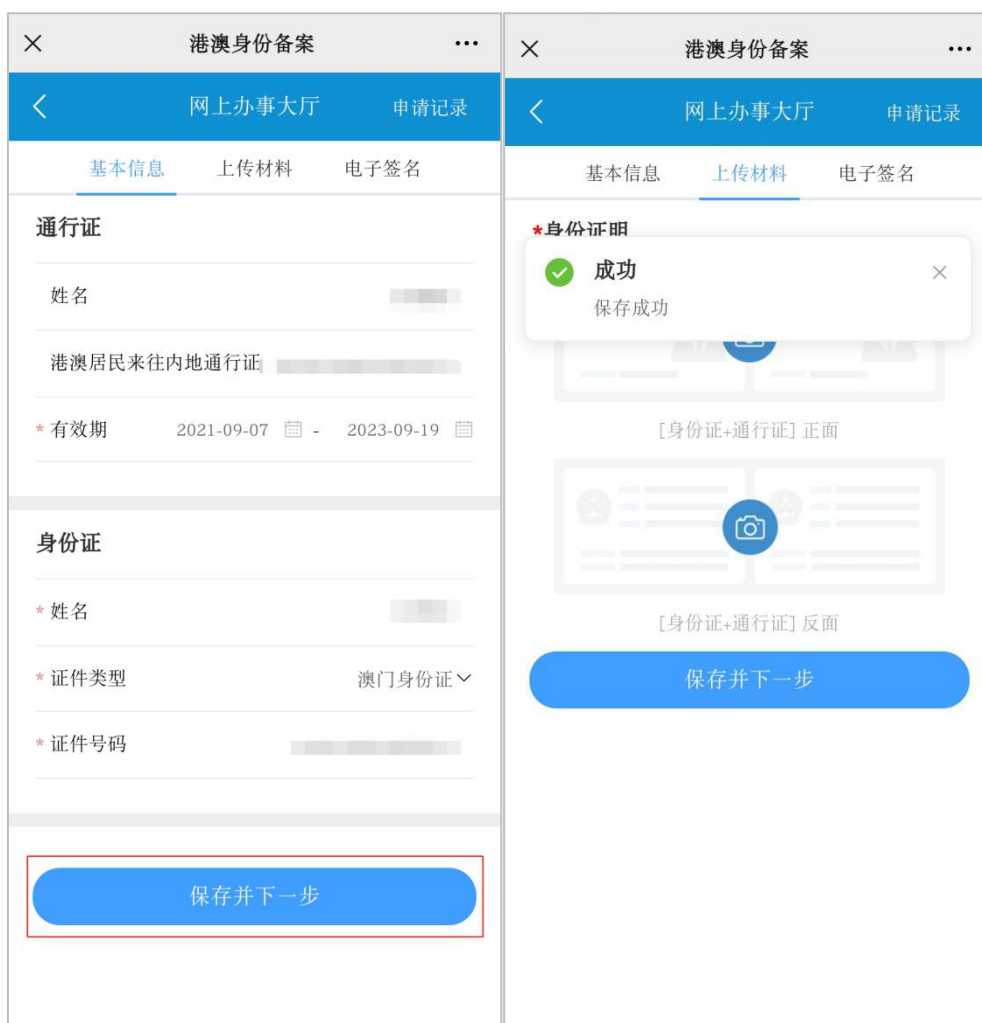 港澳身份备案
网上办事大厅 申请记录
基本信息 上传材料 电子签名
通行证
姓名
港澳居民来往内地通行证
* 有效期 2021-09-07 - 2023-09-19
身份证
* 姓名
* 证件类型 澳门身份证
* 证件号码
保存并下一步
港澳身份备案
网上办事大厅 申请记录
基本信息 上传材料 电子签名
*身份证明
成功
保存成功
[身份证+通行证] 正面
[身份证+通行证] 反面
保存并下一步